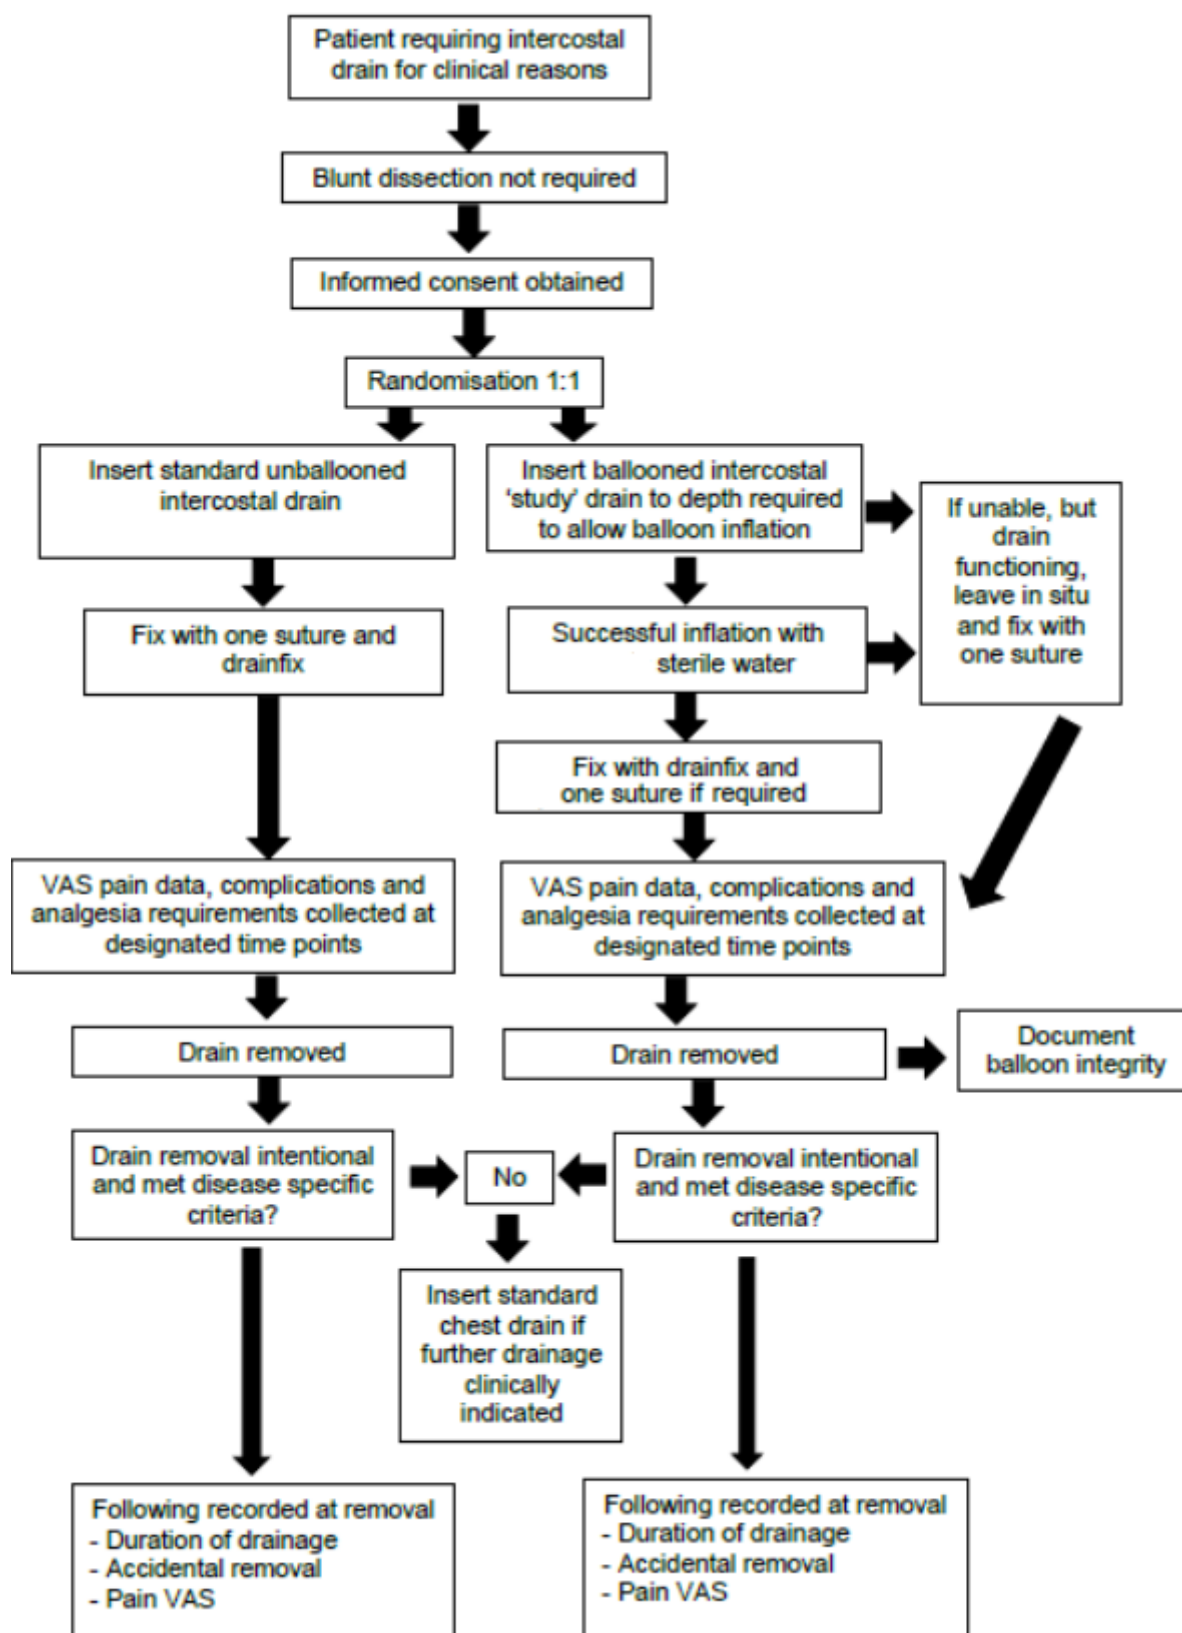 Patient requiring intercostal
drain for clinical reasons
Blunt dissection not required
Informed consent obtained
Randomisation 1:1
Insert standard unballooned
intercostal drain
Insert ballooned intercostal
'study' drain to depth required
to allow balloon inflation
If unable, but
drain
functioning,
leave in situ
and fix with
one suture
Fix with one suture and
drainfix
Successful inflation with
sterile water
Fix with drainfix and
one suture if required
VAS pain data, complications and
analgesia requirements collected at
designated time points
VAS pain data, complications and
analgesia requirements collected at
designated time points
Drain removed
Drain removed
Document
balloon integrity
Drain removal intentional
and met disease specific
criteria?
No
Drain removal intentional
and met disease specific
criteria?
Insert standard
chest drain if
further drainage
clinically
indicated
Following recorded at removal
- Duration of drainage
- Accidental removal
- Pain VAS
Following recorded at removal
- Duration of drainage
- Accidental removal
- Pain VAS